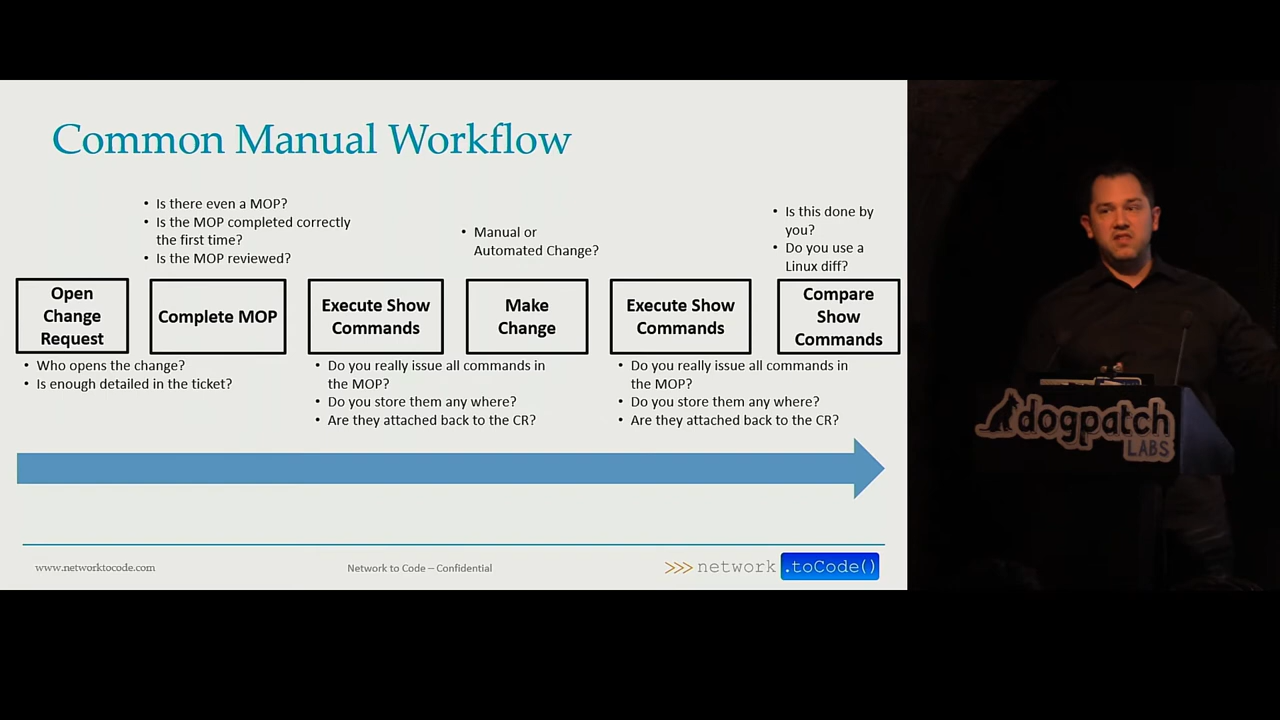 Common Manual Workflow
• Is there even a MOP?
• Is the MOP completed correctly
the first time?
• Is the MOP reviewed?
• Manual or
Automated Change?
• Is this done by
you?
• Do you use a
Linux diff?
Open
Change
Request
Complete MOP
Execute Show
Commands
Make
Change
Execute Show
Commands
Compare
Show
Commands
• Who opens the change?
• Is enough detailed in the ticket?
• Do you really issue all commands in
the MOP?
• Do you store them any where?
• Are they attached back to the CR?
• Do you really issue all commands in
the MOP?
• Do you store them any where?
• Are they attached back to the CR?
www.networktocode.com
Network to Code – Confidential
>>> network .toCode()
dogpatch
LABS